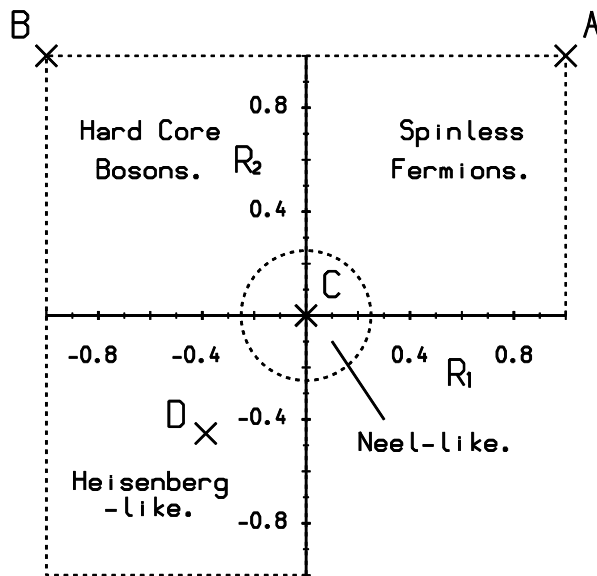 B
A
0.8
Hard Core
Bosons.
R₂
Spinless
Fermions.
0.4
C
-0.8
-0.4
0.4
0.8
R₁
D
-0.4
Neel-like.
Heisenberg
-like.
-0.8